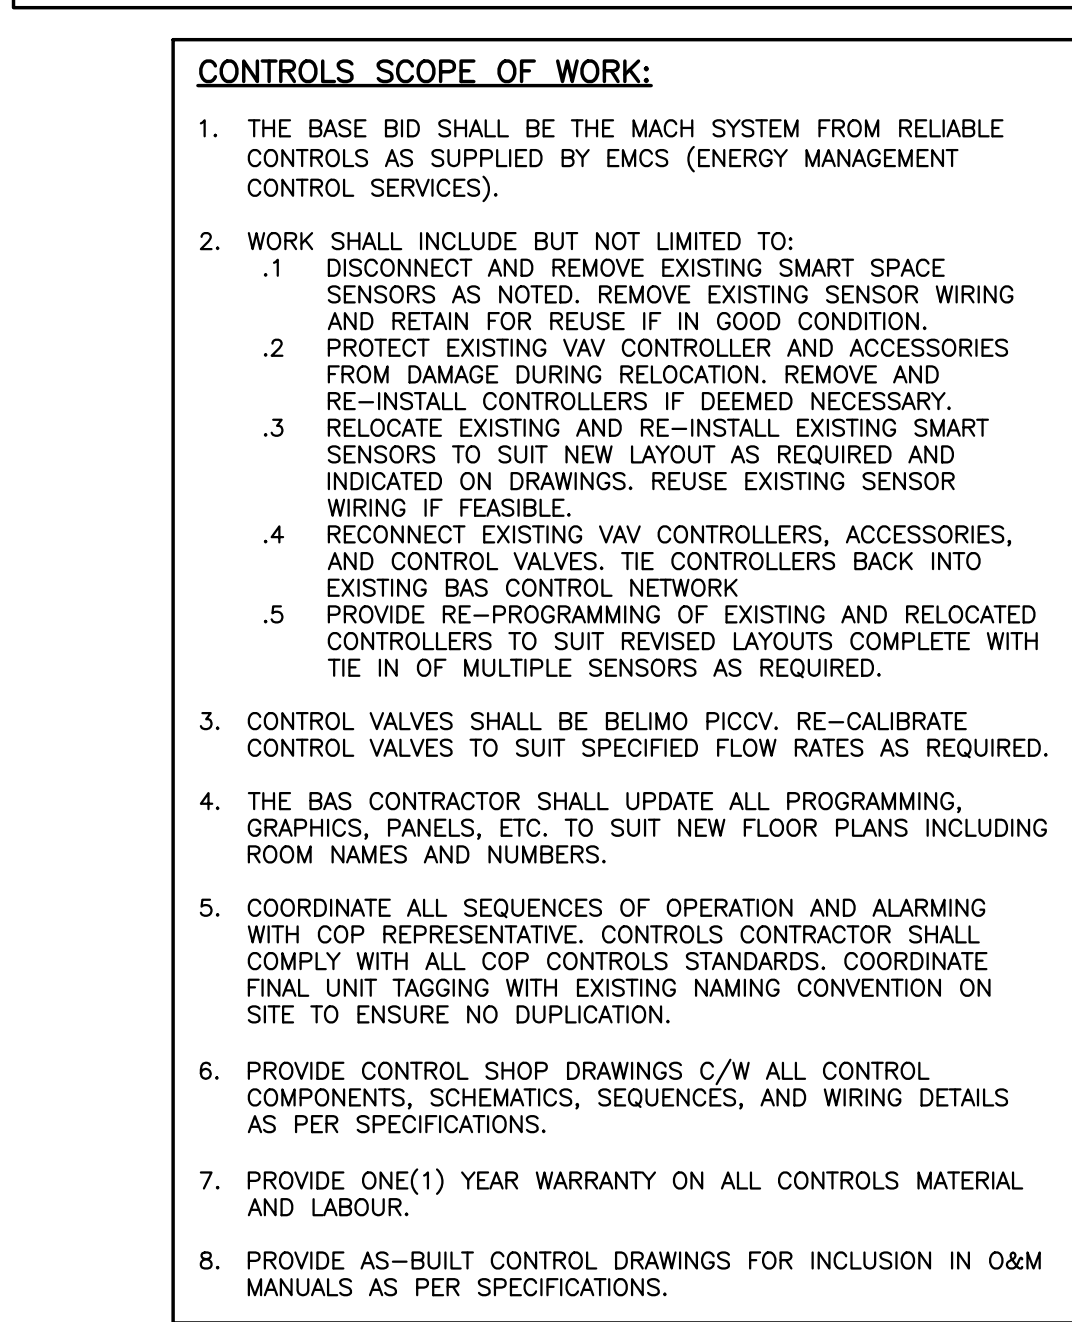 CONTROLS SCOPE OF WORK:
1. THE BASE BID SHALL BE THE MACH SYSTEM FROM RELIABLE
CONTROLS AS SUPPLIED BY EMCS (ENERGY MANAGEMENT
CONTROL SERVICES).
2. WORK SHALL INCLUDE BUT NOT LIMITED TO:
.1 DISCONNECT AND REMOVE EXISTING SMART SPACE
SENSORS AS NOTED. REMOVE EXISTING SENSOR WIRING
AND RETAIN FOR REUSE IF IN GOOD CONDITION.
.2 PROTECT EXISTING VAV CONTROLLER AND ACCESSORIES
FROM DAMAGE DURING RELOCATION. REMOVE AND
RE-INSTALL CONTROLLERS IF DEEMED NECESSARY.
.3 RELOCATE EXISTING AND RE-INSTALL EXISTING SMART
SENSORS TO SUIT NEW LAYOUT AS REQUIRED AND
INDICATED ON DRAWINGS. REUSE EXISTING SENSOR
WIRING IF FEASIBLE.
.4 RECONNECT EXISTING VAV CONTROLLERS, ACCESSORIES,
AND CONTROL VALVES. TIE CONTROLLERS BACK INTO
EXISTING BAS CONTROL NETWORK
.5 PROVIDE RE-PROGRAMMING OF EXISTING AND RELOCATED
CONTROLLERS TO SUIT REVISED LAYOUTS COMPLETE WITH
TIE IN OF MULTIPLE SENSORS AS REQUIRED.
3. CONTROL VALVES SHALL BE BELIMO PICCV. RE-CALIBRATE
CONTROL VALVES TO SUIT SPECIFIED FLOW RATES AS REQUIRED.
4. THE BAS CONTRACTOR SHALL UPDATE ALL PROGRAMMING,
GRAPHICS, PANELS, ETC. TO SUIT NEW FLOOR PLANS INCLUDING
ROOM NAMES AND NUMBERS.
5. COORDINATE ALL SEQUENCES OF OPERATION AND ALARMING
WITH COP REPRESENTATIVE. CONTROLS CONTRACTOR SHALL
COMPLY WITH ALL COP CONTROLS STANDARDS. COORDINATE
FINAL UNIT TAGGING WITH EXISTING NAMING CONVENTION ON
SITE TO ENSURE NO DUPLICATION.
6. PROVIDE CONTROL SHOP DRAWINGS C/W ALL CONTROL
COMPONENTS, SCHEMATICS, SEQUENCES, AND WIRING DETAILS
AS PER SPECIFICATIONS.
7. PROVIDE ONE(1) YEAR WARRANTY ON ALL CONTROLS MATERIAL
AND LABOUR.
8. PROVIDE AS-BUILT CONTROL DRAWINGS FOR INCLUSION IN O&M
MANUALS AS PER SPECIFICATIONS.